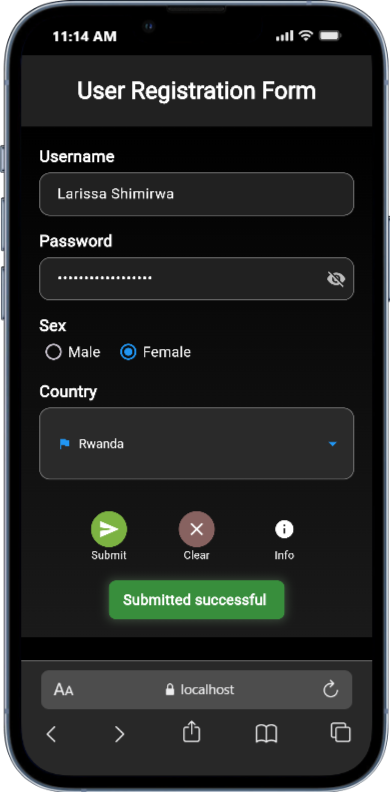 11:14 AM
User Registration Form
Username
Larissa Shimirwa
Password
••••••••••••••••••
Sex
Male Female
Country
Rwanda
Submit Clear Info
Submitted successful
AA localhost